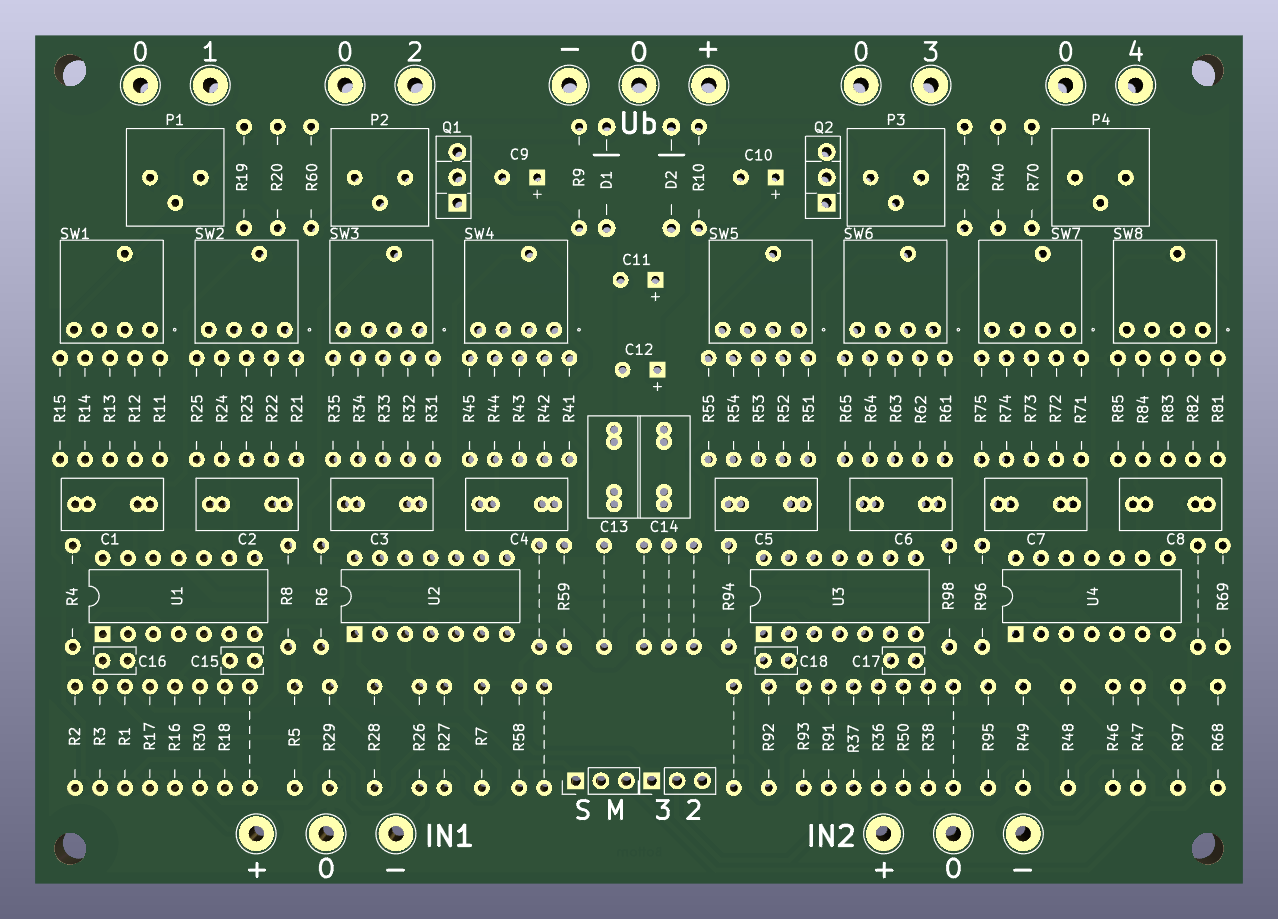 0 1 0 2 − 0 + 0 3 0 4
P1 P2 Q1 Ub Q2 P3 P4
C9 C10
R19 R20 R60 R9 D1 D2 R10 R39 R40 R70
+ +
SW1 SW2 SW3 SW4 SW5 SW6 SW7 SW8
C11
+
C12
+
R15 R14 R13 R12 R11 R25 R24 R23 R22 R21 R35 R34 R33 R32 R31 R45 R44 R43 R42 R41 R55 R54 R53 R52 R51 R65 R64 R63 R62 R61 R75 R74 R73 R72 R71 R85 R84 R83 R82 R81
C13 C14
C1 C2 C3 C4 C5 C6 C7 C8
R4 U1 R8 R6 U2 R59 R94 U3 R98 R96 U4 R69
C16 C15 C18 C17
R2 R3 R1 R17 R16 R30 R18 R5 R29 R28 R26 R27 R7 R58 R92 R93 R91 R37 R36 R50 R38 R95 R49 R48 R46 R47 R97 R68
S M 3 2
IN1 IN2
+ 0 − + 0 −